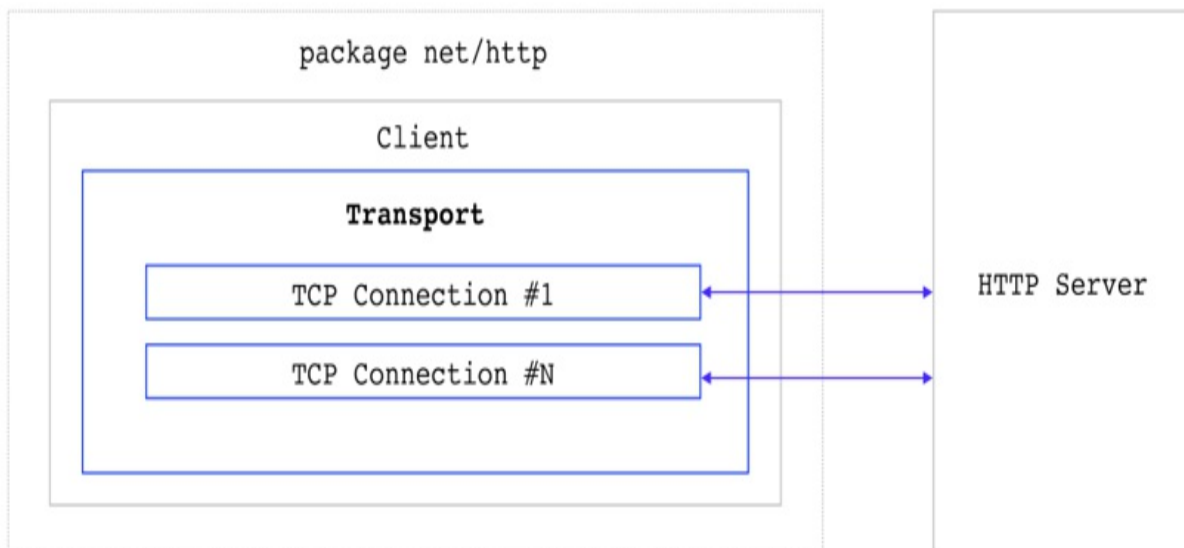 package net/http
Client
Transport
TCP Connection #1
TCP Connection #N
HTTP Server